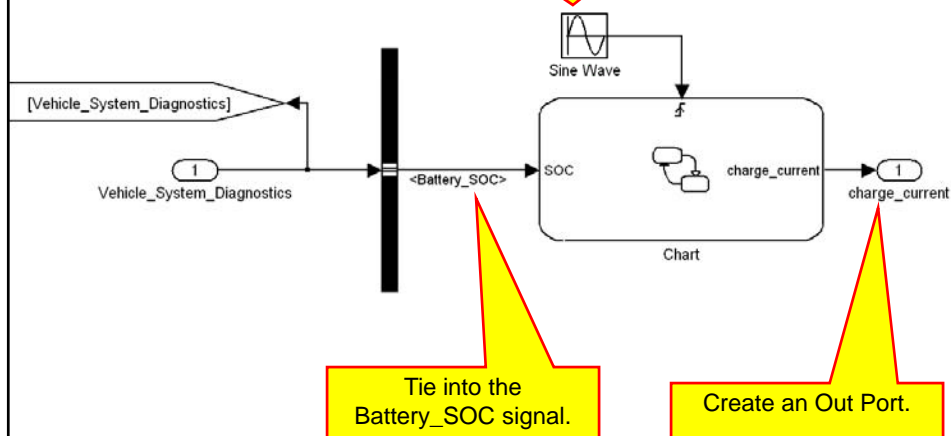 Sine Wave
[Vehicle_System_Diagnostics]
1
Vehicle_System_Diagnostics
<Battery_SOC>
SOC
charge_current
Chart
1
charge_current
Tie into the
Battery_SOC signal.
Create an Out Port.